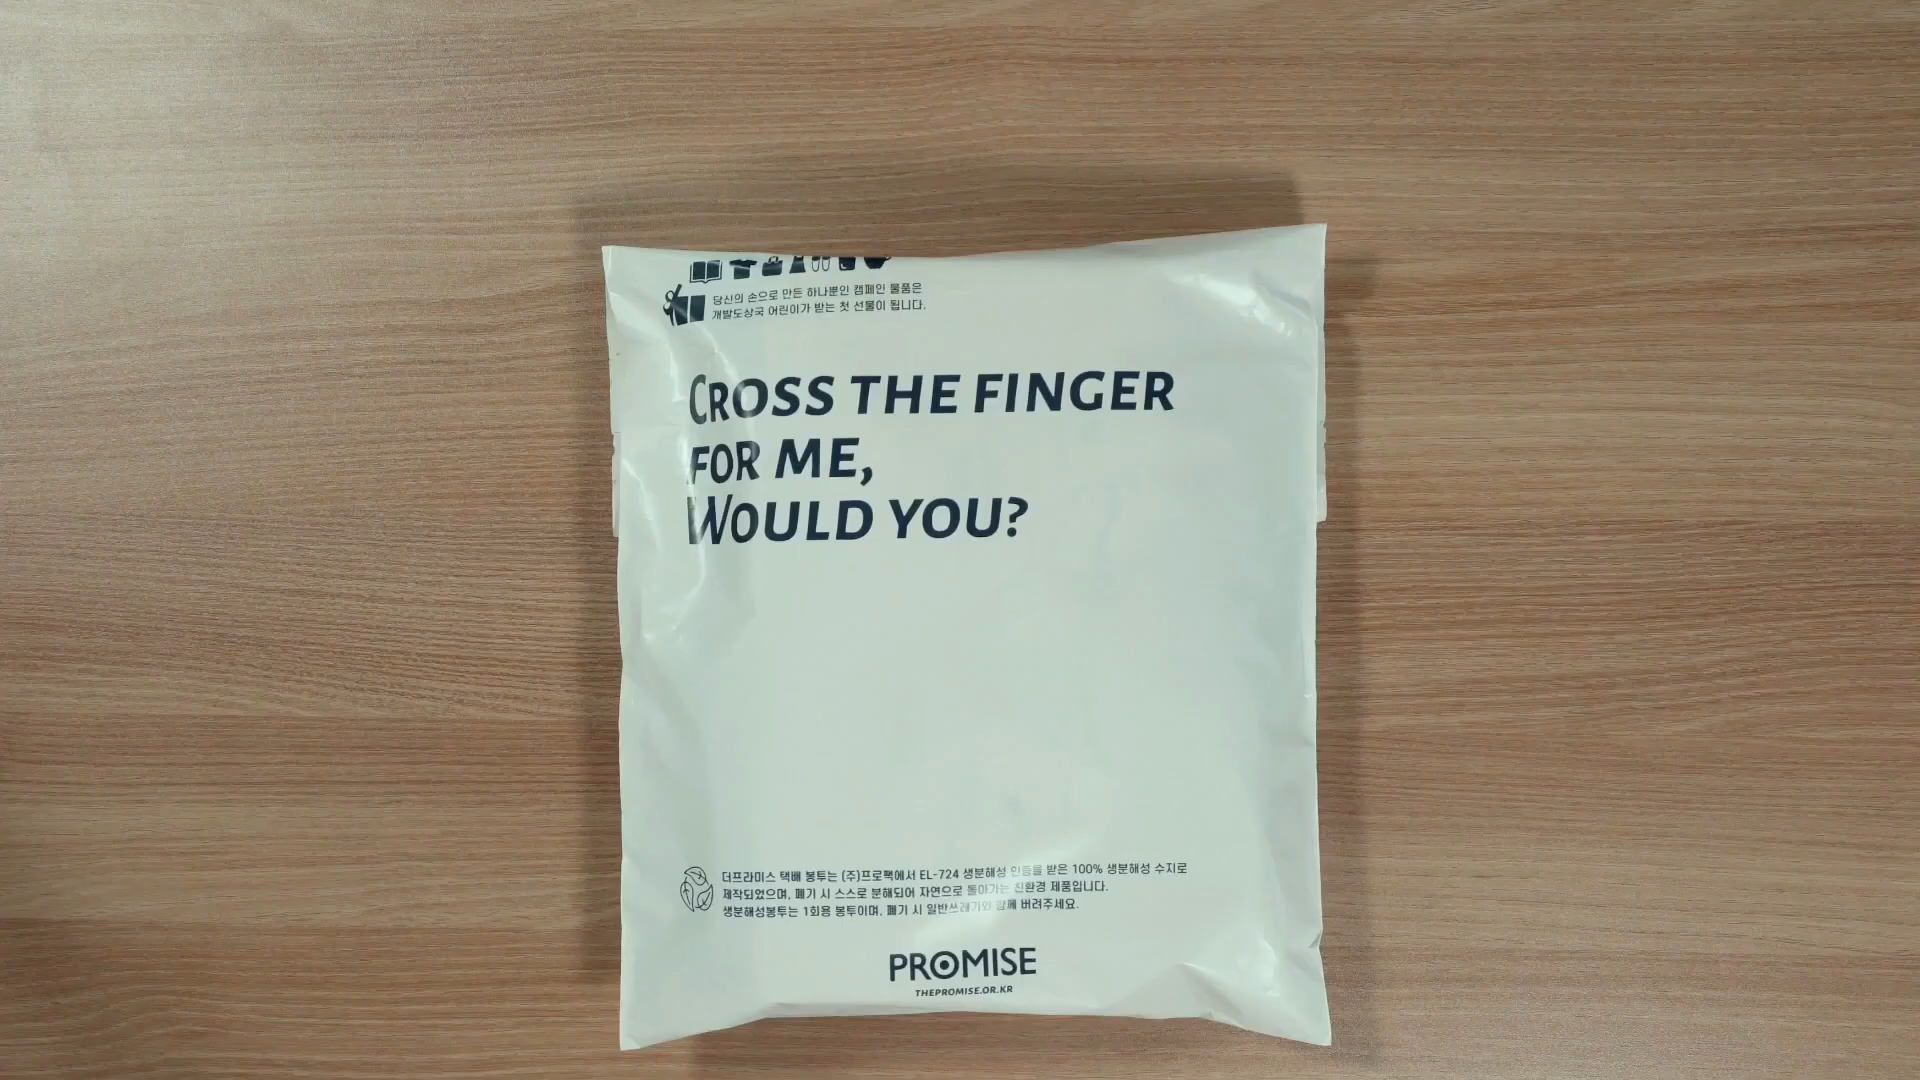 당신의 손으로 만든 하나뿐인 캠페인 물품은
개발도상국 어린이가 받는 첫 선물이 됩니다.
CROSS THE FINGER
FOR ME,
WOULD YOU?
더프라미스 택배 봉투는 (주)프로팩에서 EL-724 생분해성 인증을 받은 100% 생분해성 수지로
제작되었으며, 폐기 시 스스로 분해되어 자연으로 돌아가는 친환경 제품입니다.
생분해성봉투는 1회용 봉투이며, 폐기 시 일반쓰레기와 함께 버려주세요.
PROMISE
THEPROMISE.OR.KR